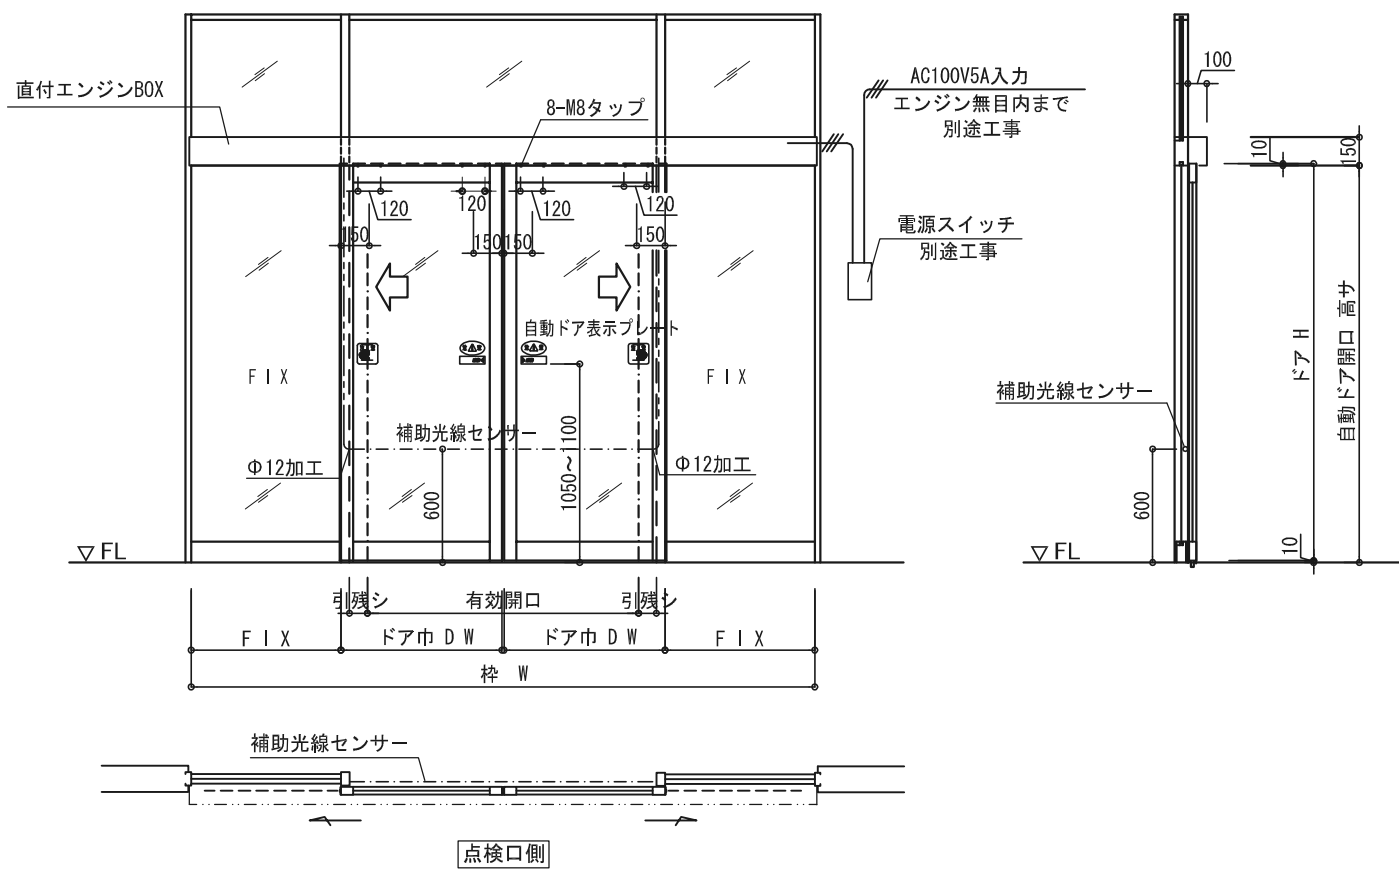 直付エンジンBOX
8-M8タップ
AC100V5A入力
エンジン無目内まで
別途工事
電源スイッチ
別途工事
120
120
120
120
150
150
150
150
自動ドア表示プレート
FIX
FIX
補助光線センサー
Φ12加工
Φ12加工
600
1050~1100
▽FL
引残シ
有効開口
引残シ
FIX
ドア巾 DW
ドア巾 DW
FIX
枠 W
補助光線センサー
点検口側
100
10
150
ドア H
自動ドア開口 高サ
補助光線センサー
600
10
▽FL